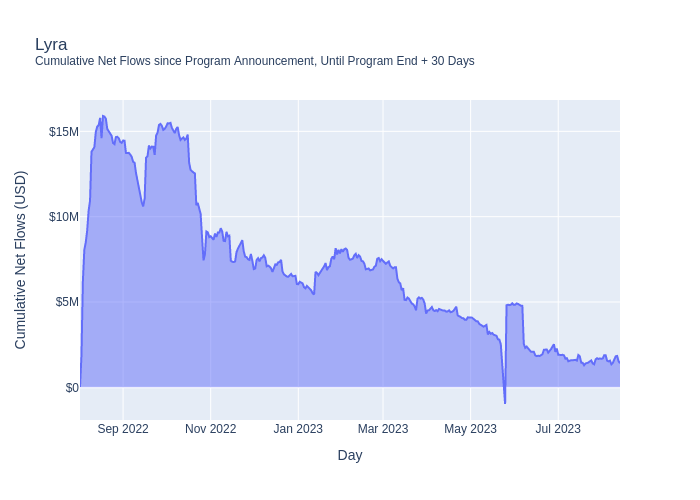 Lyra
Cumulative Net Flows since Program Announcement, Until Program End + 30 Days
Cumulative Net Flows (USD)
$15M
$10M
$5M
$0
Sep 2022 Nov 2022 Jan 2023 Mar 2023 May 2023 Jul 2023
Day